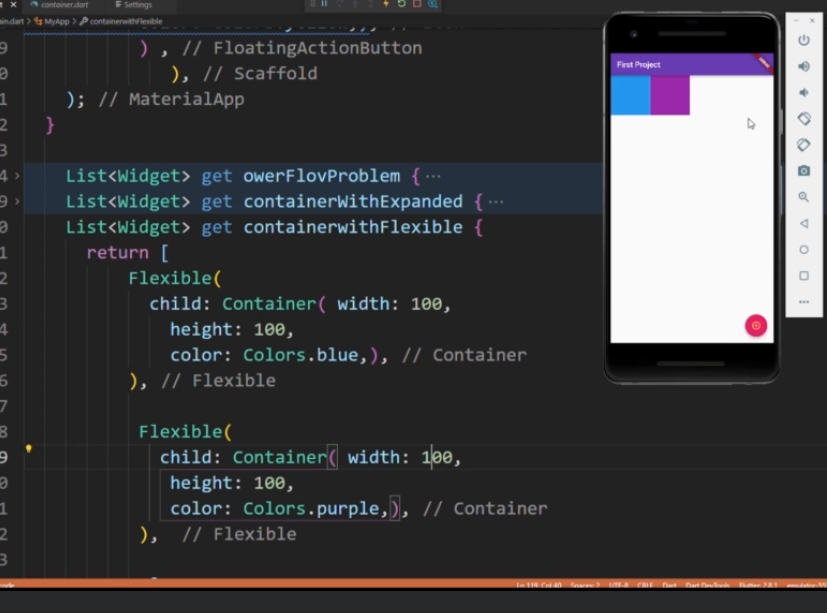 container.dart Settings
ain.dart > MyApp > containerwithFlexible
9 ) , // FloatingActionButton
0 ), // Scaffold
1 ); // MaterialApp
2 }
3
4 List<Widget> get owerFlovProblem { ...
9 List<Widget> get containerWithExpanded { ...
0 List<Widget> get containerwithFlexible {
1 return [
2 Flexible(
3 child: Container( width: 100,
4 height: 100,
5 color: Colors.blue,), // Container
6 ), // Flexible
7
8 Flexible(
9 child: Container( width: 100,
0 height: 100,
1 color: Colors.purple,), // Container
2 ), // Flexible
3
First Project
Ln 119, Col 40 Spaces: 2 UTF-8 CRLF Dart Dart DevTools Flutter: 2.8.1